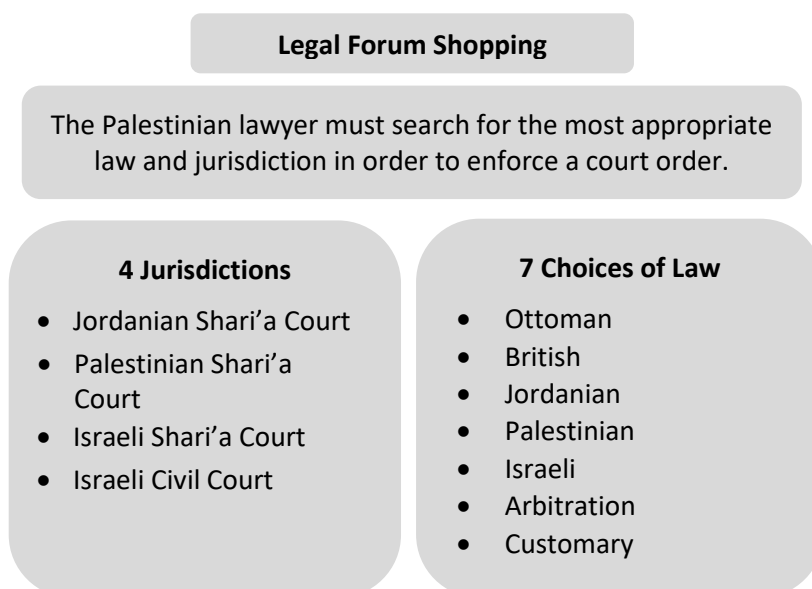 Legal Forum Shopping
The Palestinian lawyer must search for the most appropriate
law and jurisdiction in order to enforce a court order.
4 Jurisdictions
• Jordanian Shari’a Court
• Palestinian Shari’a
Court
• Israeli Shari’a Court
• Israeli Civil Court
7 Choices of Law
• Ottoman
• British
• Jordanian
• Palestinian
• Israeli
• Arbitration
• Customary